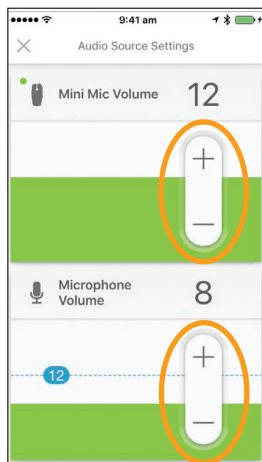 9:41 am
Audio Source Settings
Mini Mic Volume 12
+
−
Microphone
Volume 8
+
12
−